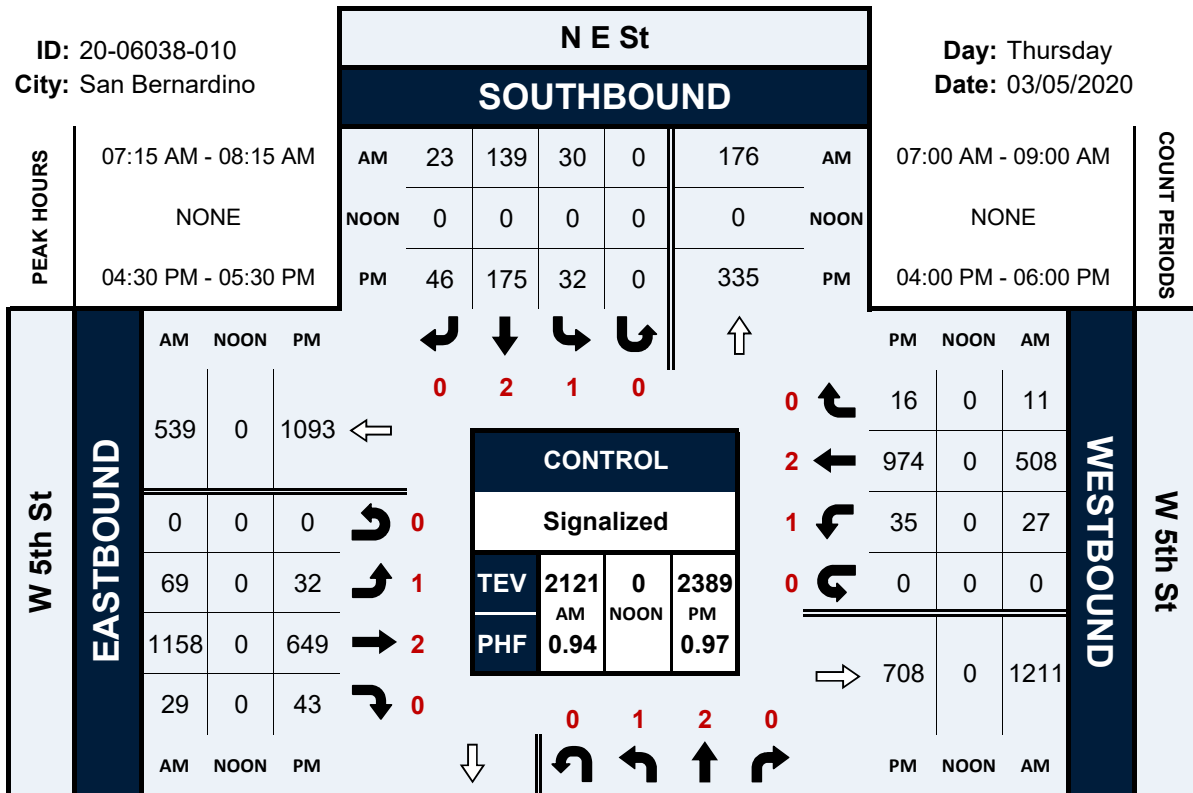 ID: 20-06038-010
City: San Bernardino
N E St
SOUTHBOUND
Day: Thursday
Date: 03/05/2020
PEAK HOURS
07:15 AM - 08:15 AM
NONE
04:30 PM - 05:30 PM
AM 23 139 30 0 176 AM
NOON 0 0 0 0 0 NOON
PM 46 175 32 0 335 PM
07:00 AM - 09:00 AM
NONE
04:00 PM - 06:00 PM
COUNT PERIODS
0 2 1 0
W 5th St
EASTBOUND
AM NOON PM
539 0 1093
0 0 0 0
69 0 32 1
1158 0 649 2
29 0 43 0
AM NOON PM
CONTROL
Signalized
TEV 2121 0 2389
AM NOON PM
PHF 0.94 0.97
PM NOON AM
0 16 0 11
2 974 0 508
1 35 0 27
0 0 0 0
708 0 1211
PM NOON AM
WESTBOUND
W 5th St
0 1 2 0